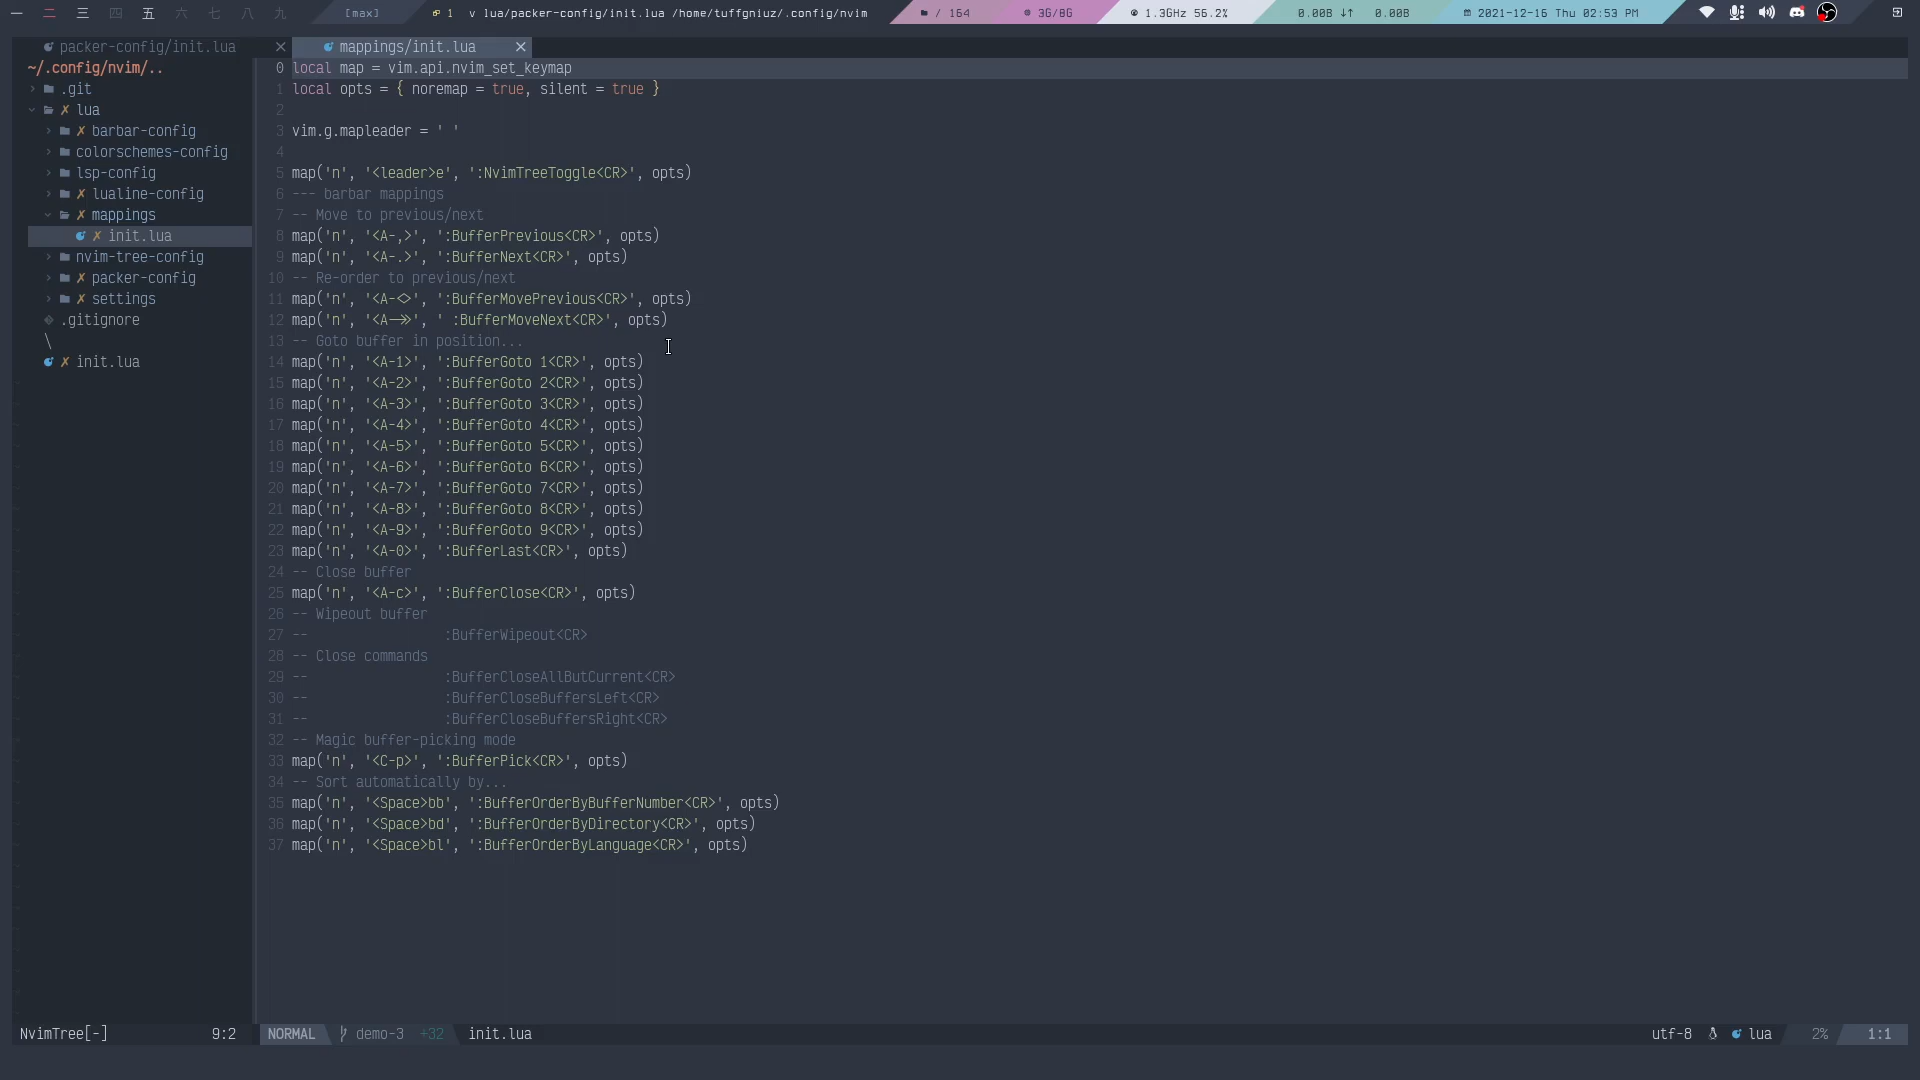 一 二 三 四 五 六 七 八 九 [max] 1 v lua/packer-config/init.lua /home/tuffgniuz/.config/nvim / 164 3G/8G 1.3GHz 56.2% 0.00B ↓↑ 0.00B 2021-12-16 Thu 02:53 PM
packer-config/init.lua × mappings/init.lua ×
~/.config/nvim/..
> .git
lua
> ✗ barbar-config
> colorschemes-config
> lsp-config
> ✗ lualine-config
✗ mappings
✗ init.lua
> nvim-tree-config
> ✗ packer-config
> ✗ settings
.gitignore
\
✗ init.lua
0 local map = vim.api.nvim_set_keymap
1 local opts = { noremap = true, silent = true }
2
3 vim.g.mapleader = ' '
4
5 map('n', '<leader>e', ':NvimTreeToggle<CR>', opts)
6 --- barbar mappings
7 -- Move to previous/next
8 map('n', '<A-,>', ':BufferPrevious<CR>', opts)
9 map('n', '<A-.>', ':BufferNext<CR>', opts)
10 -- Re-order to previous/next
11 map('n', '<A-<>', ':BufferMovePrevious<CR>', opts)
12 map('n', '<A->>', ' :BufferMoveNext<CR>', opts)
13 -- Goto buffer in position...
14 map('n', '<A-1>', ':BufferGoto 1<CR>', opts)
15 map('n', '<A-2>', ':BufferGoto 2<CR>', opts)
16 map('n', '<A-3>', ':BufferGoto 3<CR>', opts)
17 map('n', '<A-4>', ':BufferGoto 4<CR>', opts)
18 map('n', '<A-5>', ':BufferGoto 5<CR>', opts)
19 map('n', '<A-6>', ':BufferGoto 6<CR>', opts)
20 map('n', '<A-7>', ':BufferGoto 7<CR>', opts)
21 map('n', '<A-8>', ':BufferGoto 8<CR>', opts)
22 map('n', '<A-9>', ':BufferGoto 9<CR>', opts)
23 map('n', '<A-0>', ':BufferLast<CR>', opts)
24 -- Close buffer
25 map('n', '<A-c>', ':BufferClose<CR>', opts)
26 -- Wipeout buffer
27 -- :BufferWipeout<CR>
28 -- Close commands
29 -- :BufferCloseAllButCurrent<CR>
30 -- :BufferCloseBuffersLeft<CR>
31 -- :BufferCloseBuffersRight<CR>
32 -- Magic buffer-picking mode
33 map('n', '<C-p>', ':BufferPick<CR>', opts)
34 -- Sort automatically by...
35 map('n', '<Space>bb', ':BufferOrderByBufferNumber<CR>', opts)
36 map('n', '<Space>bd', ':BufferOrderByDirectory<CR>', opts)
37 map('n', '<Space>bl', ':BufferOrderByLanguage<CR>', opts)
NvimTree[-] 9:2 NORMAL demo-3 +32 init.lua utf-8 lua 2% 1:1